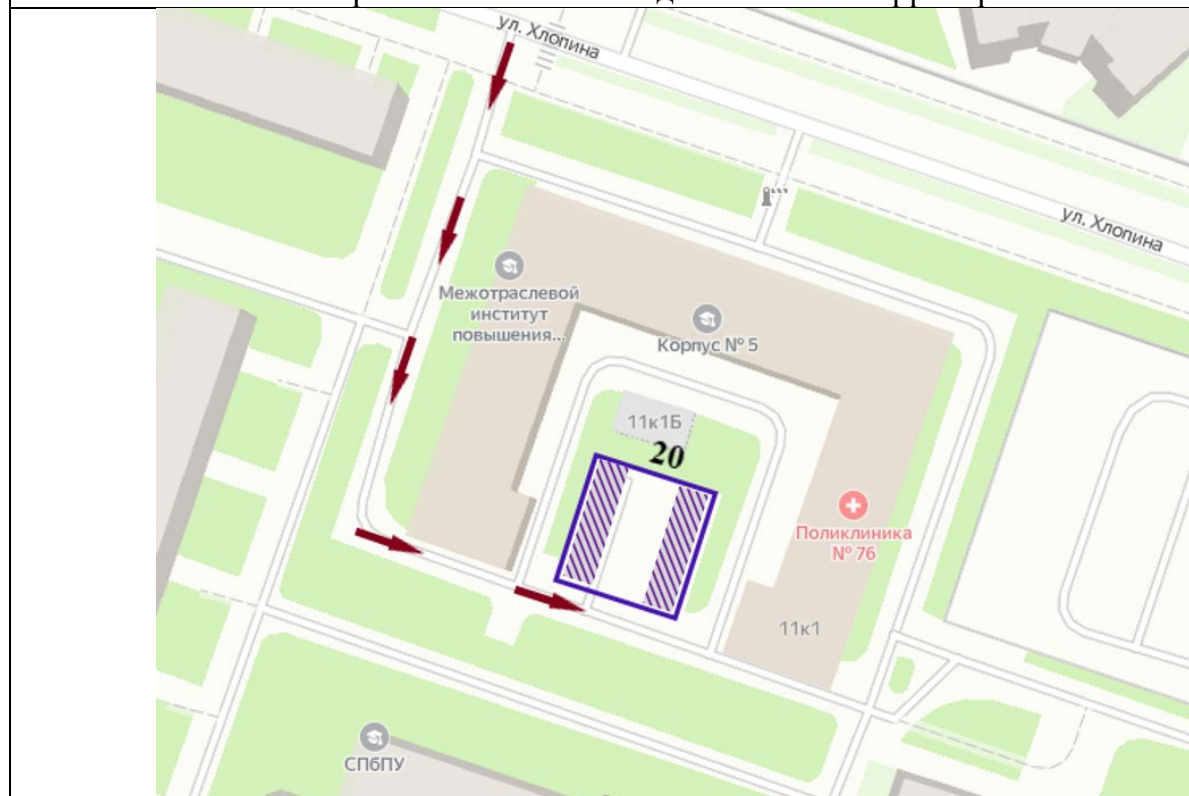 ул. Хлопина
ул. Хлопина
Межотраслевой
институт
повышения...
Корпус № 5
11к1Б
20
Поликлиника
№ 76
11к1
СПбПУ